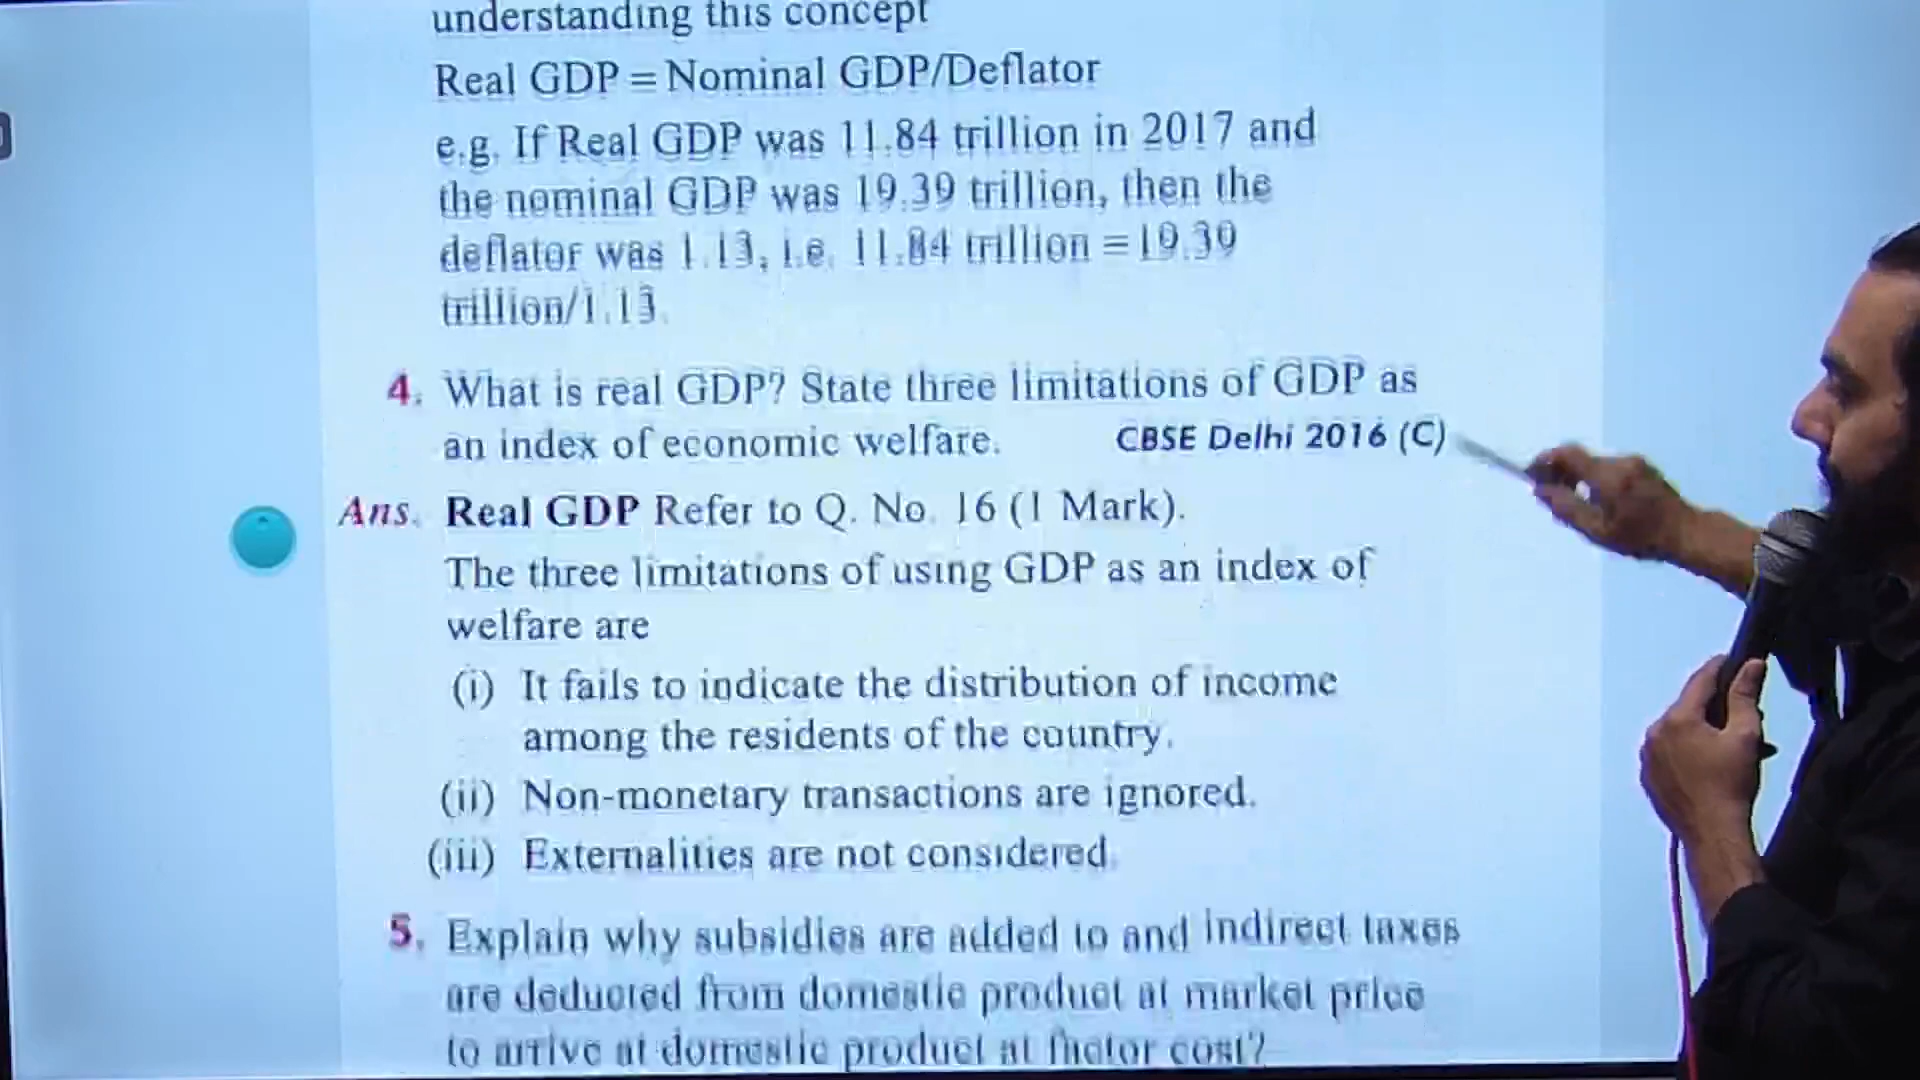 understanding this concept
Real GDP = Nominal GDP/Deflator
e.g. If Real GDP was 11.84 trillion in 2017 and
the nominal GDP was 19.39 trillion, then the
deflator was 1.13, i.e. 11.84 trillion = 19.39
trillion/1.13.
4. What is real GDP? State three limitations of GDP as
an index of economic welfare. CBSE Delhi 2016 (C)
Ans. Real GDP Refer to Q. No. 16 (1 Mark).
The three limitations of using GDP as an index of
welfare are
(i) It fails to indicate the distribution of income
among the residents of the country.
(ii) Non-monetary transactions are ignored.
(iii) Externalities are not considered.
5. Explain why subsidies are added to and indirect taxes
are deducted from domestic product at market price
to arrive at domestic product at factor cost?